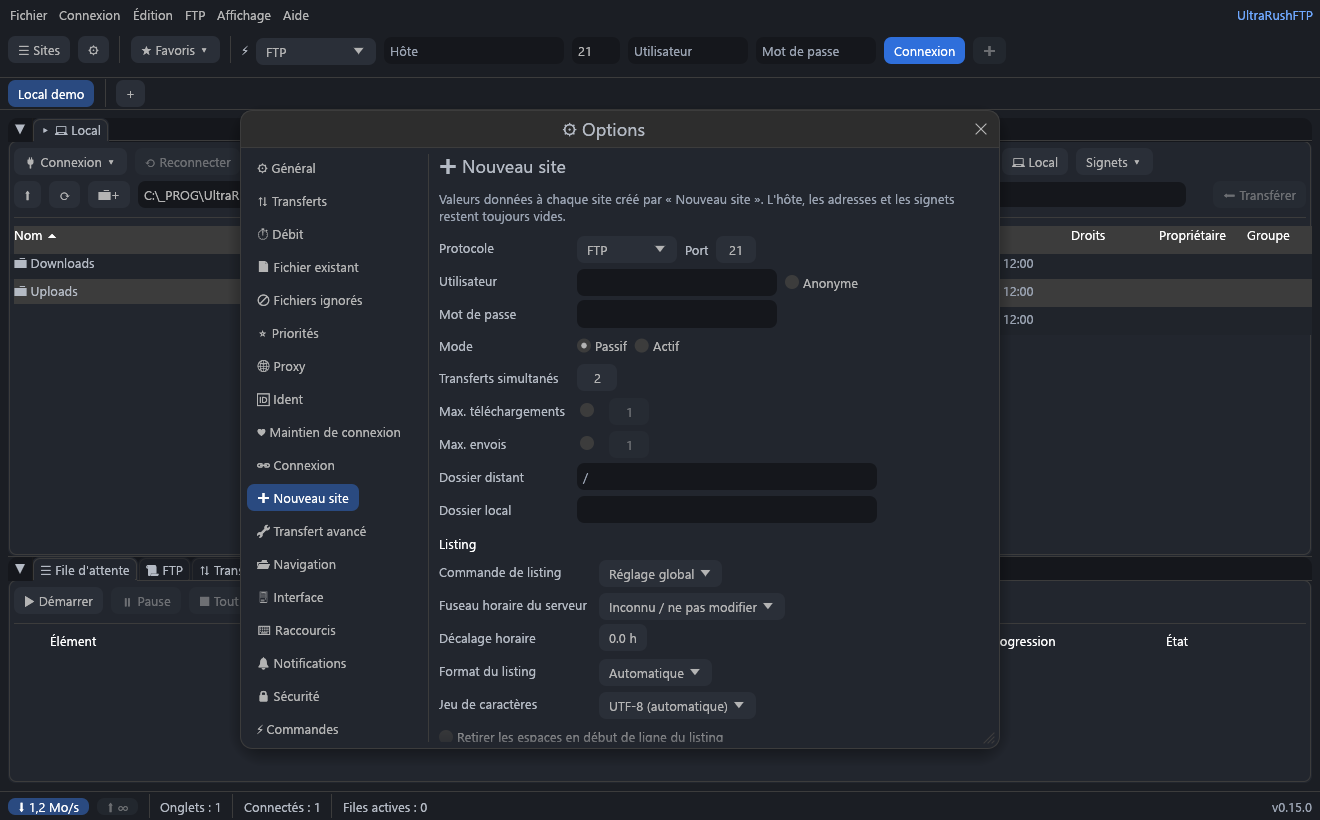 Fichier Connexion Édition FTP Affichage Aide UltraRushFTP
Sites Favoris FTP Hôte 21 Utilisateur Mot de passe Connexion +
Local demo +
Local
Options
Connexion Reconnecter Local Signets
C:\_PROG\UltraR Transférer
Nom Droits Propriétaire Groupe
Downloads 12:00
Uploads 12:00
12:00
Général
Transferts
Débit
Fichier existant
Fichiers ignorés
Priorités
Proxy
Ident
Maintien de connexion
Connexion
Nouveau site
Transfert avancé
Navigation
Interface
Raccourcis
Notifications
Sécurité
Commandes
Nouveau site
Valeurs données à chaque site créé par « Nouveau site ». L'hôte, les adresses et les signets
restent toujours vides.
Protocole FTP Port 21
Utilisateur Anonyme
Mot de passe
Mode Passif Actif
Transferts simultanés 2
Max. téléchargements 1
Max. envois 1
Dossier distant /
Dossier local
Listing
Commande de listing Réglage global
Fuseau horaire du serveur Inconnu / ne pas modifier
Décalage horaire 0.0 h
Format du listing Automatique
Jeu de caractères UTF-8 (automatique)
Retirer les espaces en début de ligne du listing
File d'attente FTP Trans
Démarrer Pause Tout
Élément ogression État
1,2 Mo/s ∞ Onglets : 1 Connectés : 1 Files actives : 0 v0.15.0